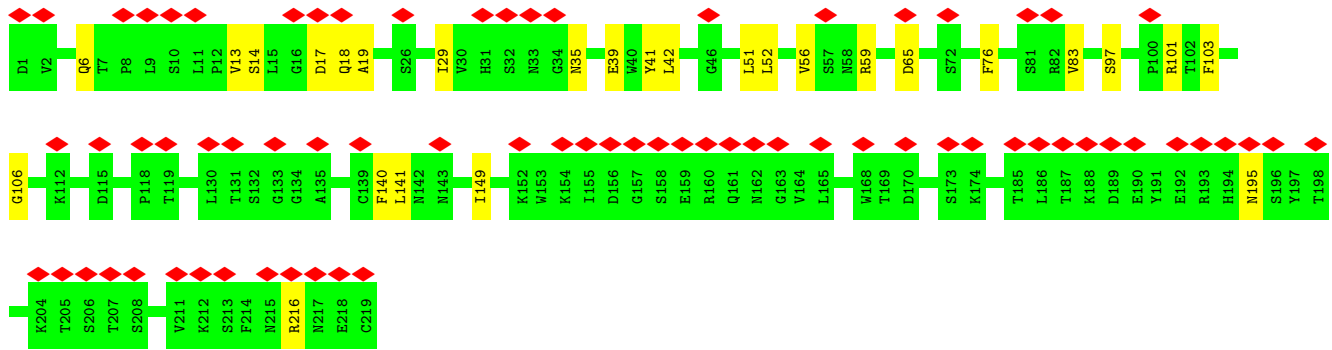 D1 V2 Q6 T7 P8 L9 S10 L11 P12 V13 S14 L15 G16 D17 Q18 A19 S26 I29 V30 H31 S32 N33 G34 N35 E39 W40 Y41 L42 G46 L51 L52 V56 S57 N58 R59 D65 S72 F76 S81 R82 V83 S97 P100 R101 T102 F103
G106 K112 D115 P118 T119 L130 T131 S132 G133 G134 A135 C139 F140 L141 N142 N143 I149 K152 W153 K154 I155 D156 G157 S158 E159 R160 Q161 N162 G163 V164 L165 W168 T169 D170 S173 K174 T185 L186 T187 K188 D189 E190 Y191 E192 R193 H194 N195 S196 Y197 T198
K204 T205 S206 T207 S208 V211 K212 S213 F214 N215 R216 N217 E218 C219